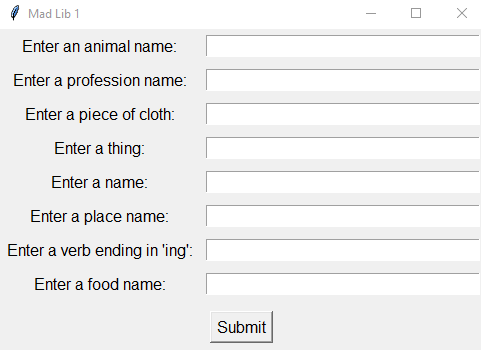 Mad Lib 1
Enter an animal name:
Enter a profession name:
Enter a piece of cloth:
Enter a thing:
Enter a name:
Enter a place name:
Enter a verb ending in 'ing':
Enter a food name:
Submit